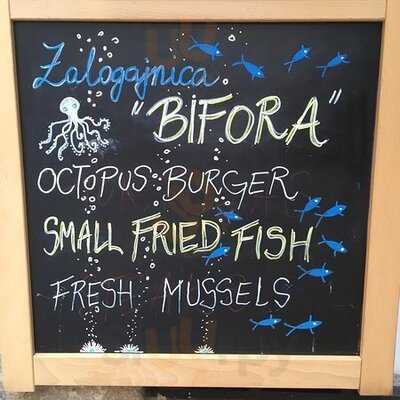 Zalogajnica
"BIFORA"
OCTOPUS BURGER
SMALL FRIED FISH
FRESH MUSSELS